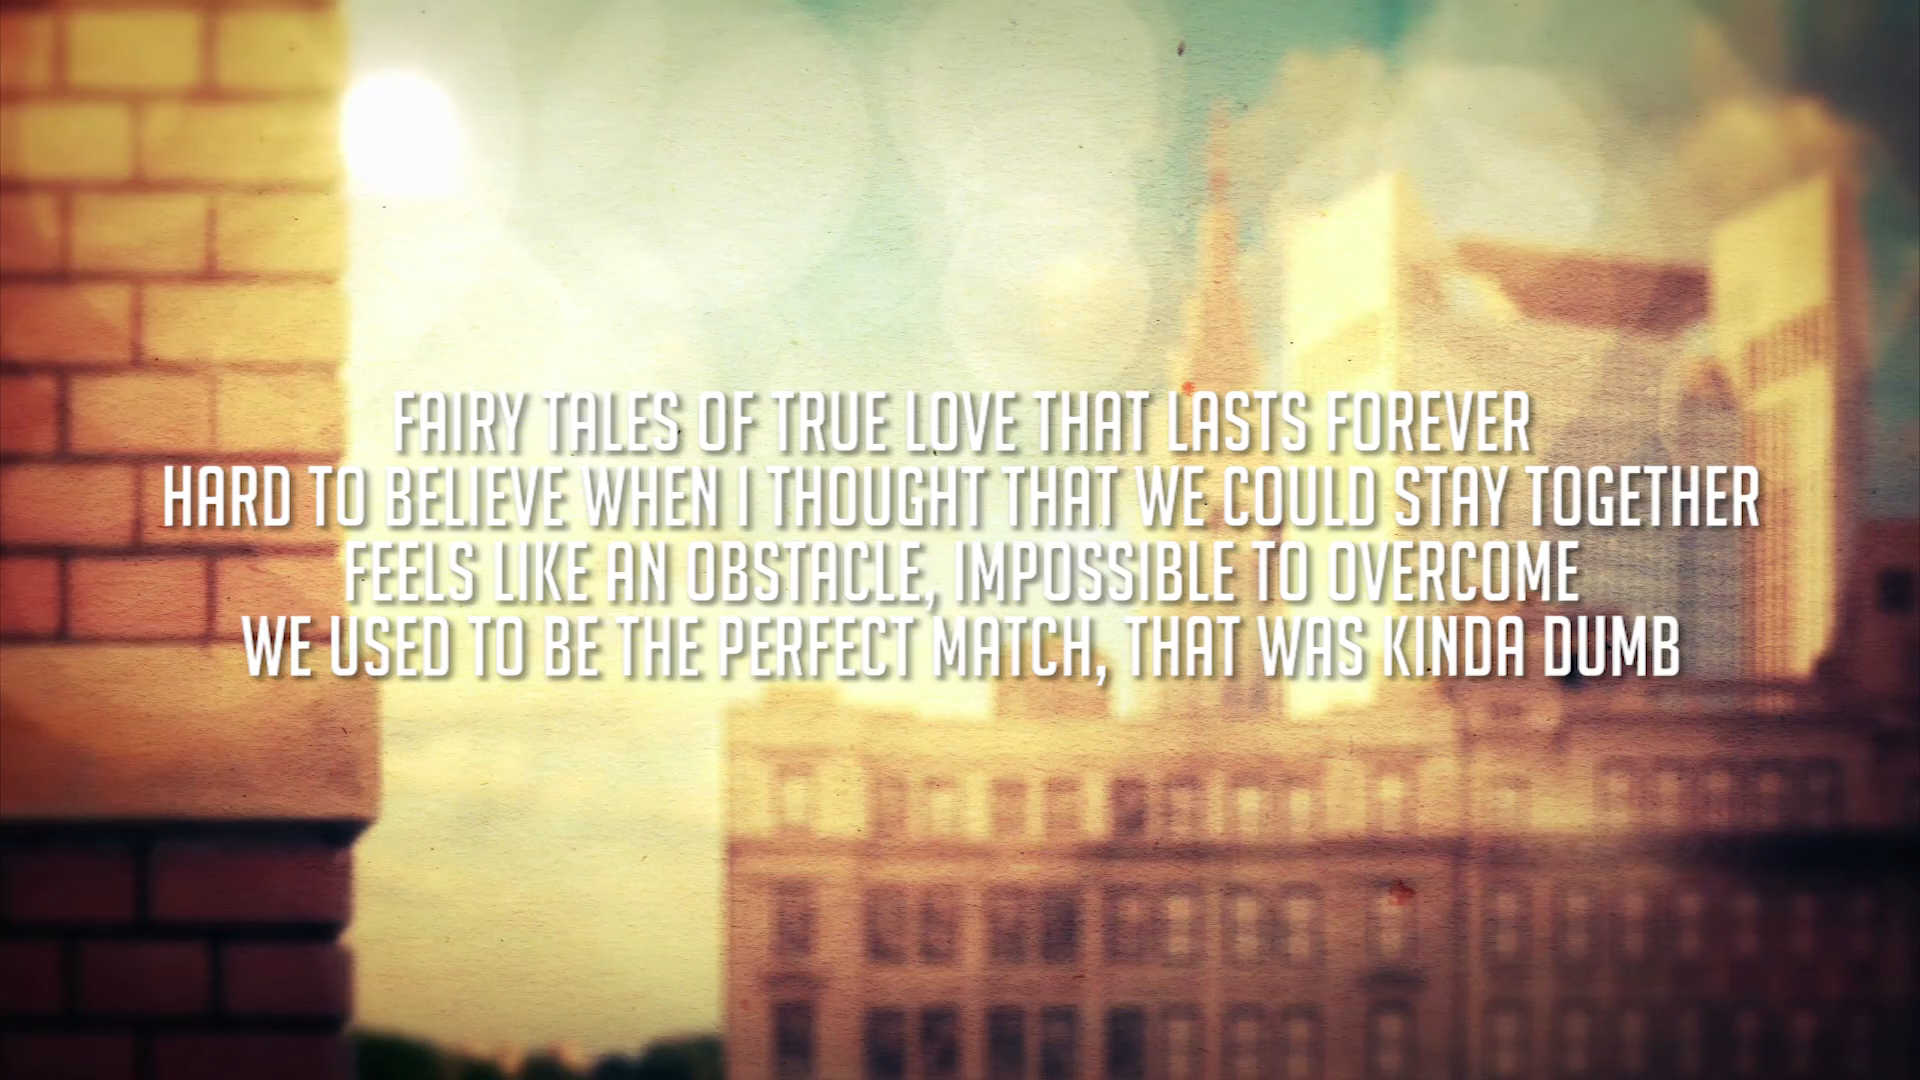 FAIRY TALES OF TRUE LOVE THAT LASTS FOREVER
HARD TO BELIEVE WHEN I THOUGHT THAT WE COULD STAY TOGETHER
FEELS LIKE AN OBSTACLE, IMPOSSIBLE TO OVERCOME
WE USED TO BE THE PERFECT MATCH, THAT WAS KINDA DUMB